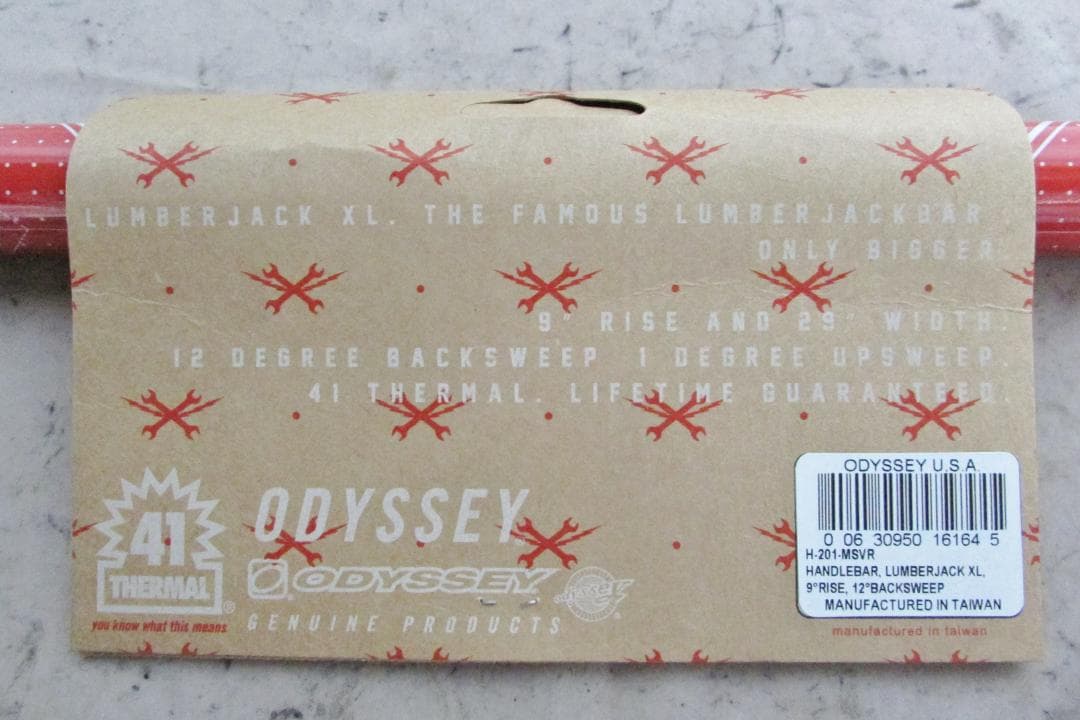 LUMBERJACK XL. THE FAMOUS LUMBERJACKBAR
ONLY BIGGER.
9" RISE AND 29" WIDTH.
12 DEGREE BACKSWEEP 1 DEGREE UPSWEEP.
41 THERMAL. LIFETIME GUARANTEED.
41
THERMAL®
you know what this means
ODYSSEY
ODYSSEY
GENUINE PRODUCTS
ODYSSEY U.S.A.
0 06 30950 16164 5
H-201-MSVR
HANDLEBAR, LUMBERJACK XL,
9°RISE, 12°BACKSWEEP
MANUFACTURED IN TAIWAN
manufactured in taiwan